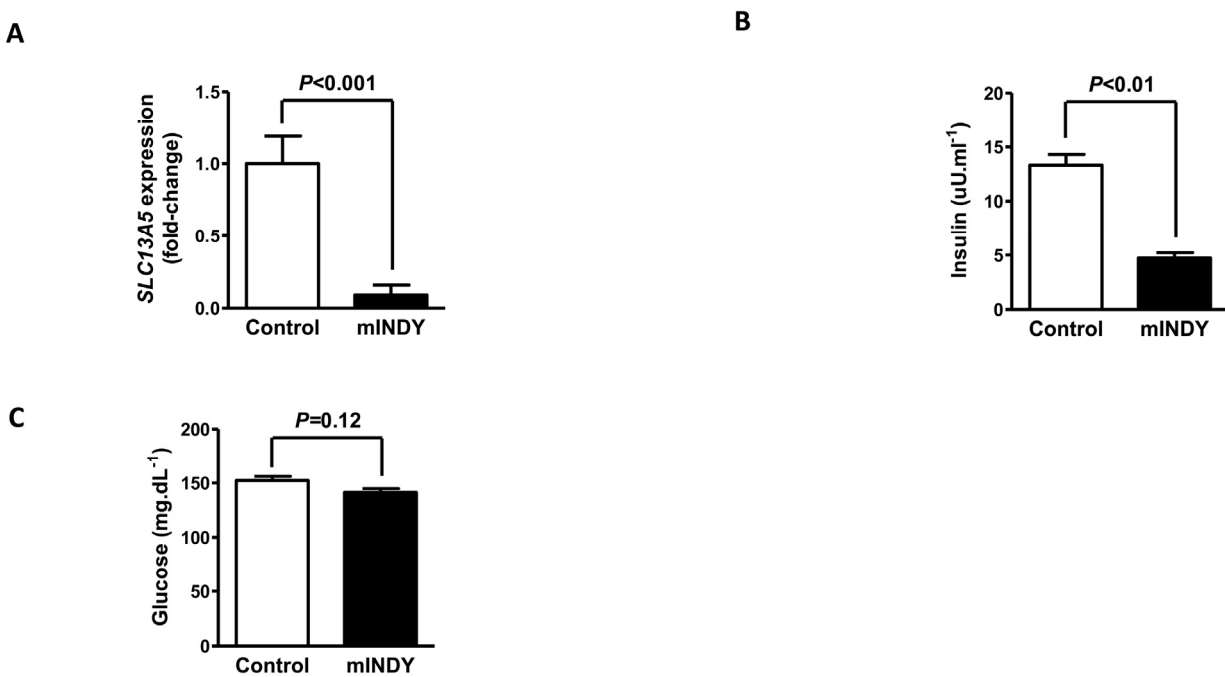 A
P<0.001
SLC13A5 expression
(fold-change)
1.5
1.0
0.5
0.0
Control mINDY
B
P<0.01
Insulin (uU.ml⁻¹)
20
15
10
5
0
Control mINDY
C
P=0.12
Glucose (mg.dL⁻¹)
200
150
100
50
0
Control mINDY